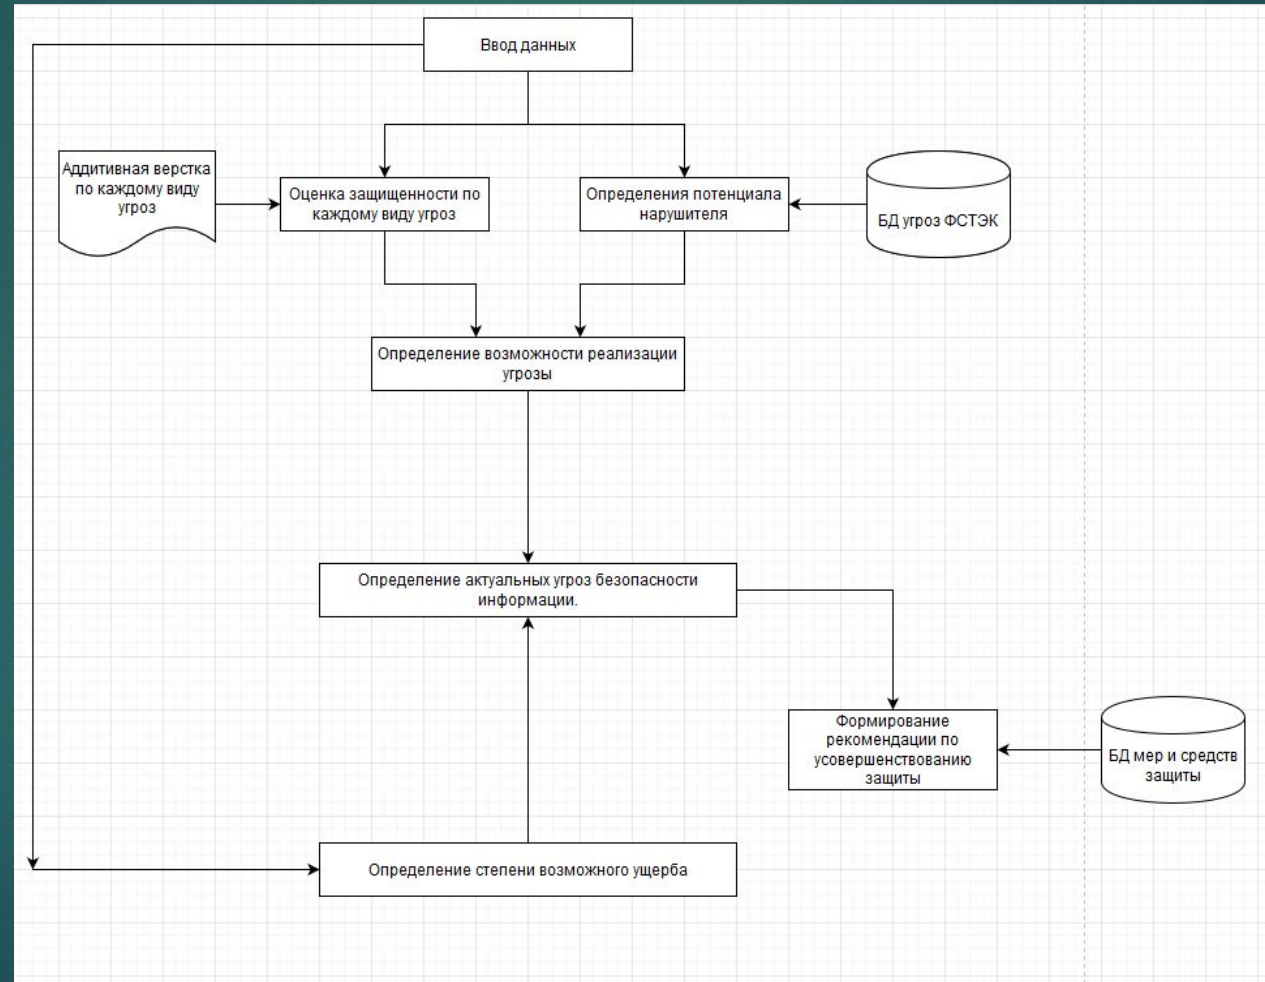 Ввод данных
Аддитивная верстка
по каждому виду
угроз
Оценка защищенности по
каждому виду угроз
Определения потенциала
нарушителя
БД угроз ФСТЭК
Определение возможности реализации
угрозы
Определение актуальных угроз безопасности
информации.
Формирование
рекомендации по
усовершенствованию
защиты
БД мер и средств
защиты
Определение степени возможного ущерба